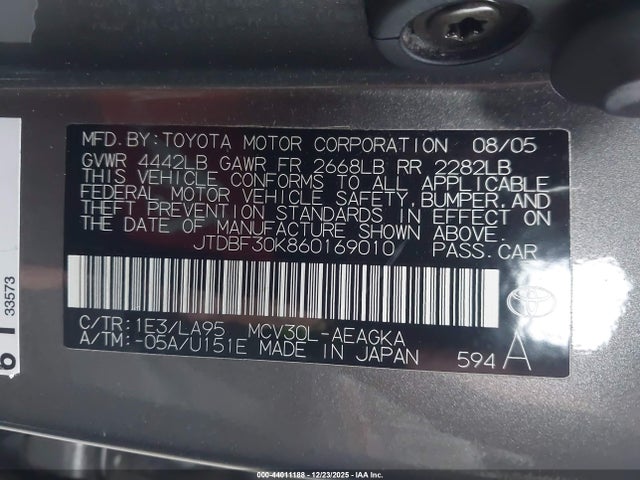 MFD.BY:TOYOTA MOTOR CORPORATION 08/05
GVWR 4442LB GAWR FR 2668LB RR 2282LB
THIS VEHICLE CONFORMS TO ALL APPLICABLE
FEDERAL MOTOR VEHICLE SAFETY,BUMPER,AND
THEFT PREVENTION STANDARDS IN EFFECT ON
THE DATE OF MANUFACTURE SHOWN ABOVE.
JTDBF30K860169010 PASS.CAR
C/TR:1E3/LA95 MCV30L-AEAGKA
A/TM:-05A/U151E MADE IN JAPAN 594 A
33573
000-44011188 - 12/23/2025 - IAA Inc.